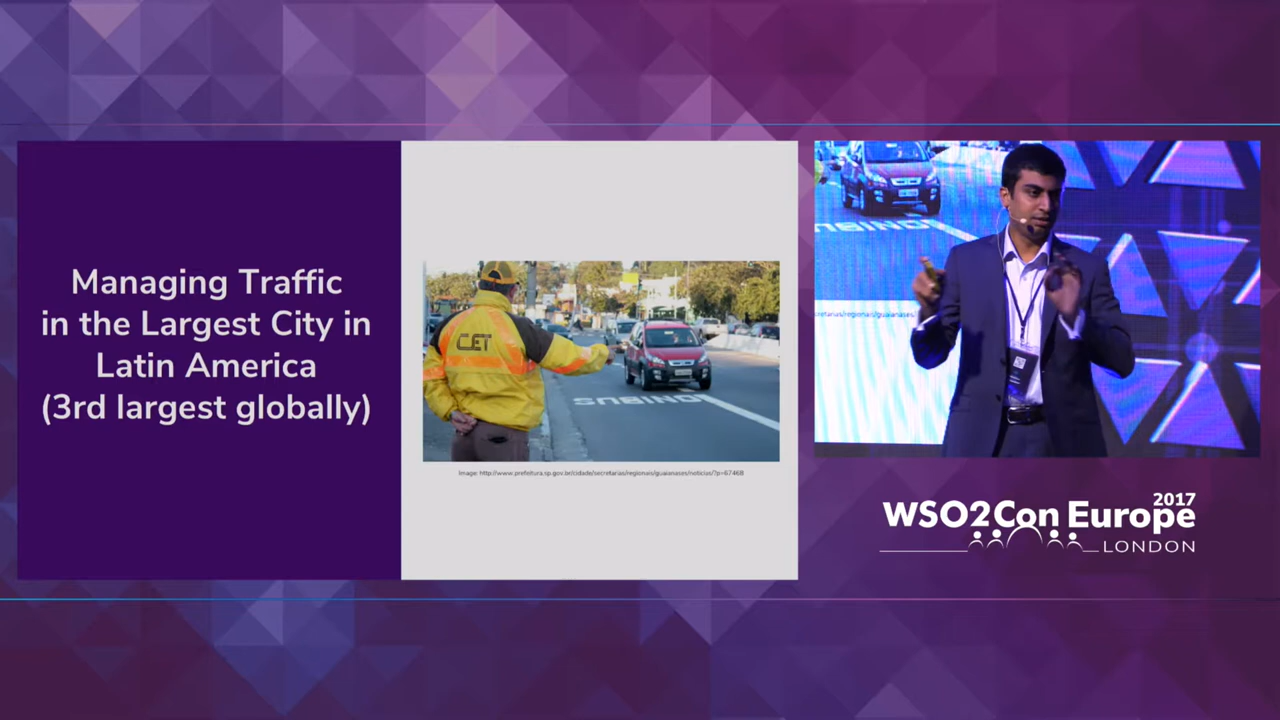 Managing Traffic
in the Largest City in
Latin America
(3rd largest globally)
CET
ÔNIBUS
Image: http://www.prefeitura.sp.gov.br/cidade/secretarias/regionais/guaianases/noticias/?p=67468
WSO2Con Europe
2017
LONDON